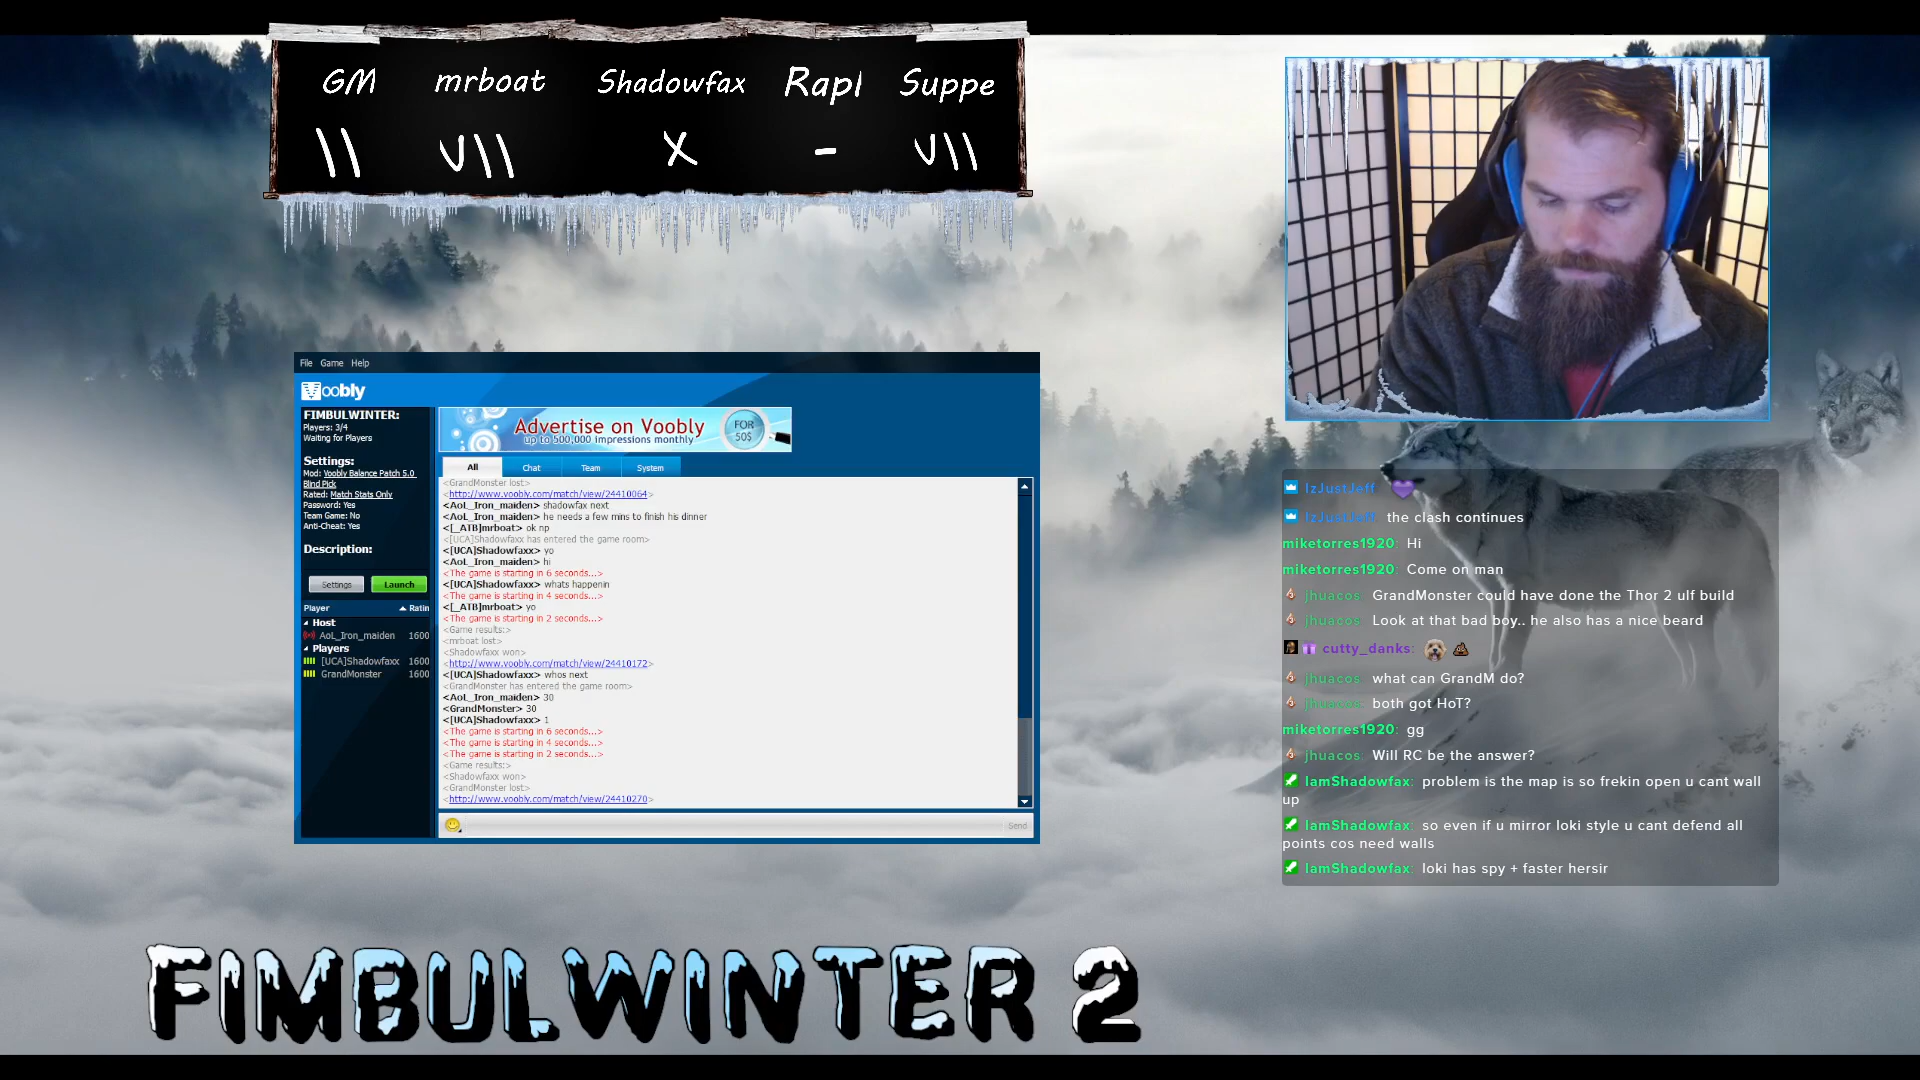 GM mrboat Shadowfax Rapl Suppe
\\ V\\ X - V\\
File Game Help
Voobly
FIMBULWINTER:
Players: 3/4
Waiting for Players
Settings:
Mod: Voobly Balance Patch 5.0
Blind Pick
Rated: Match Stats Only
Password: Yes
Team Game: No
Anti-Cheat: Yes
Description:
Settings Launch
Player Ratin
Host
AoL_Iron_maiden 1600
Players
[UCA]Shadowfaxx 1600
GrandMonster 1600
Advertise on Voobly
up to 500,000 impressions monthly
FOR
50$
All Chat Team System
<GrandMonster lost>
<http://www.voobly.com/match/view/24410064>
<AoL_Iron_maiden> shadowfax next
<AoL_Iron_maiden> he needs a few mins to finish his dinner
<[_ATB]mrboat> ok np
<[UCA]Shadowfaxx has entered the game room>
<[UCA]Shadowfaxx> yo
<AoL_Iron_maiden> hi
<The game is starting in 6 seconds...>
<[UCA]Shadowfaxx> whats happenin
<The game is starting in 4 seconds...>
<[_ATB]mrboat> yo
<The game is starting in 2 seconds...>
<Game results:>
<mrboat lost>
<Shadowfaxx won>
<http://www.voobly.com/match/view/24410172>
<[UCA]Shadowfaxx> whos next
<GrandMonster has entered the game room>
<AoL_Iron_maiden> 30
<GrandMonster> 30
<[UCA]Shadowfaxx> 1
<The game is starting in 6 seconds...>
<The game is starting in 4 seconds...>
<The game is starting in 2 seconds...>
<Game results:>
<Shadowfaxx won>
<GrandMonster lost>
<http://www.voobly.com/match/view/24410270>
Send
IzJustJeff:
IzJustJeff: the clash continues
miketorres1920: Hi
miketorres1920: Come on man
jhuacos: GrandMonster could have done the Thor 2 ulf build
jhuacos: Look at that bad boy.. he also has a nice beard
cutty_danks:
jhuacos: what can GrandM do?
jhuacos: both got HoT?
miketorres1920: gg
jhuacos: Will RC be the answer?
IamShadowfax: problem is the map is so frekin open u cant wall
up
IamShadowfax: so even if u mirror loki style u cant defend all
points cos need walls
IamShadowfax: loki has spy + faster hersir
FIMBULWINTER 2